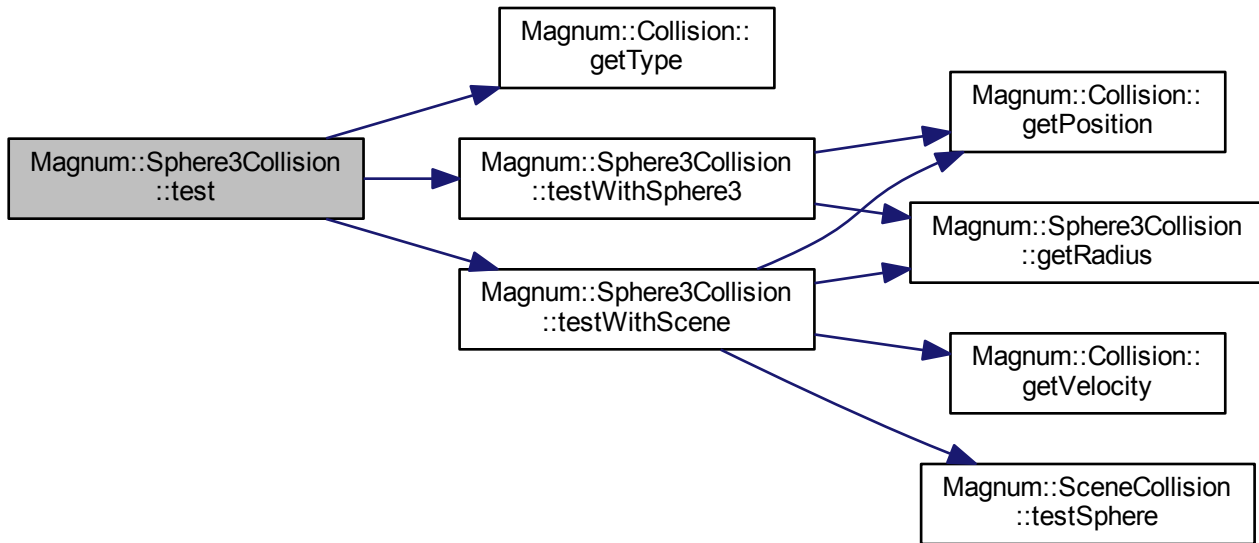 Magnum::Sphere3Collision
::test
Magnum::Collision::
getType
Magnum::Sphere3Collision
::testWithSphere3
Magnum::Sphere3Collision
::testWithScene
Magnum::Collision::
getPosition
Magnum::Sphere3Collision
::getRadius
Magnum::Collision::
getVelocity
Magnum::SceneCollision
::testSphere